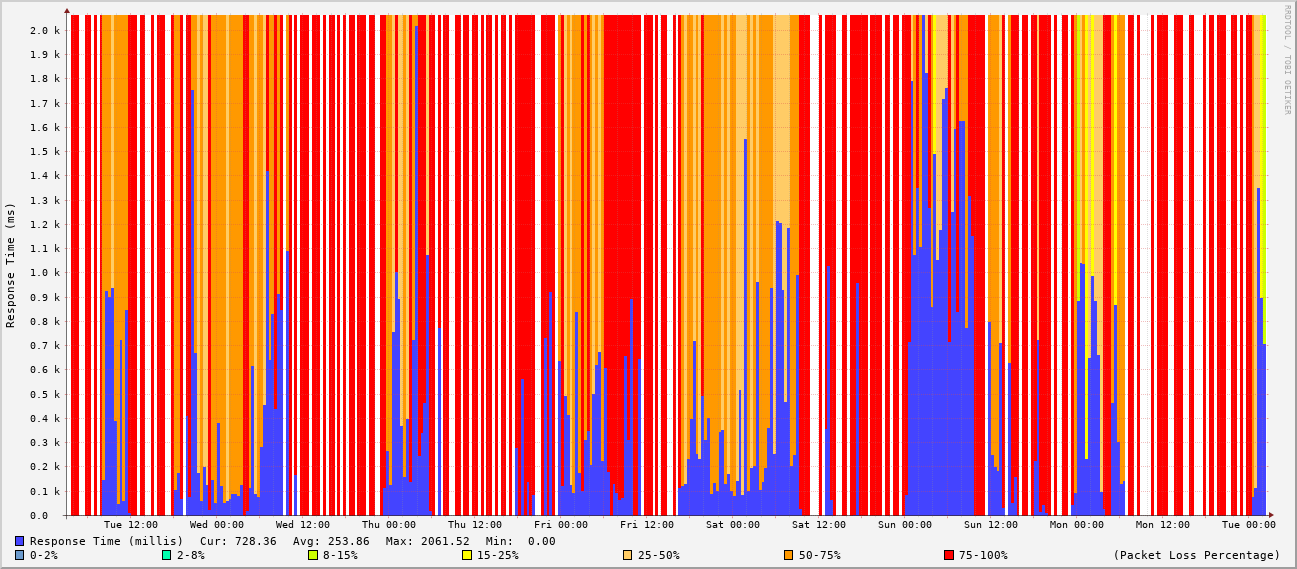 RRDTOOL / TOBI OETIKER
Response Time (ms)
2.0 k
1.9 k
1.8 k
1.7 k
1.6 k
1.5 k
1.4 k
1.3 k
1.2 k
1.1 k
1.0 k
0.9 k
0.8 k
0.7 k
0.6 k
0.5 k
0.4 k
0.3 k
0.2 k
0.1 k
0.0
Tue 12:00 Wed 00:00 Wed 12:00 Thu 00:00 Thu 12:00 Fri 00:00 Fri 12:00 Sat 00:00 Sat 12:00 Sun 00:00 Sun 12:00 Mon 00:00 Mon 12:00 Tue 00:00
Response Time (millis) Cur: 728.36 Avg: 253.86 Max: 2061.52 Min: 0.00
0-2% 2-8% 8-15% 15-25% 25-50% 50-75% 75-100% (Packet Loss Percentage)